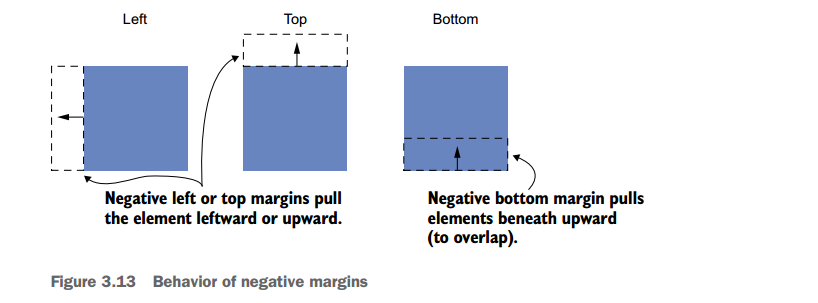 Left
Top
Bottom
Negative left or top margins pull
the element leftward or upward.
Negative bottom margin pulls
elements beneath upward
(to overlap).
Figure 3.13 Behavior of negative margins